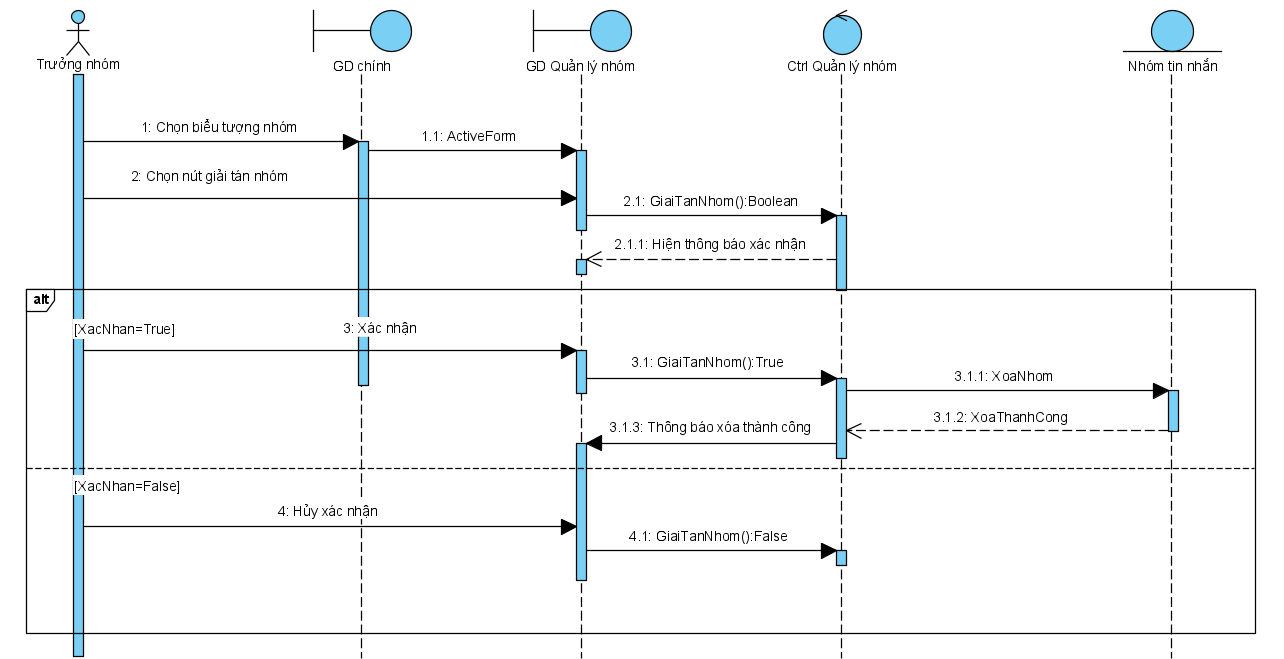 Trưởng nhóm
GD chính
GD Quản lý nhóm
Ctrl Quản lý nhóm
Nhóm tin nhắn
1: Chọn biểu tượng nhóm
1.1: ActiveForm
2: Chọn nút giải tán nhóm
2.1: GiaiTanNhom():Boolean
2.1.1: Hiện thông báo xác nhận
alt
[XacNhan=True]
3: Xác nhận
3.1: GiaiTanNhom():True
3.1.1: XoaNhom
3.1.2: XoaThanhCong
3.1.3: Thông báo xóa thành công
[XacNhan=False]
4: Hủy xác nhận
4.1: GiaiTanNhom():False